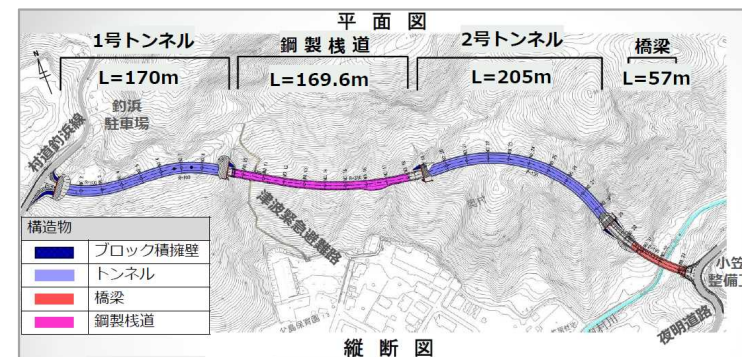 平 面 図
1号トンネル
鋼 製 桟 道
2号トンネル
橋梁
L=170m
L=169.6m
L=205m
L=57m
N
釣浜
駐車場
村道釣浜線
津波緊急避難路
構造物
ブロック積擁壁
トンネル
橋梁
鋼製桟道
小笠
整備工
夜明道路
縦 断 図